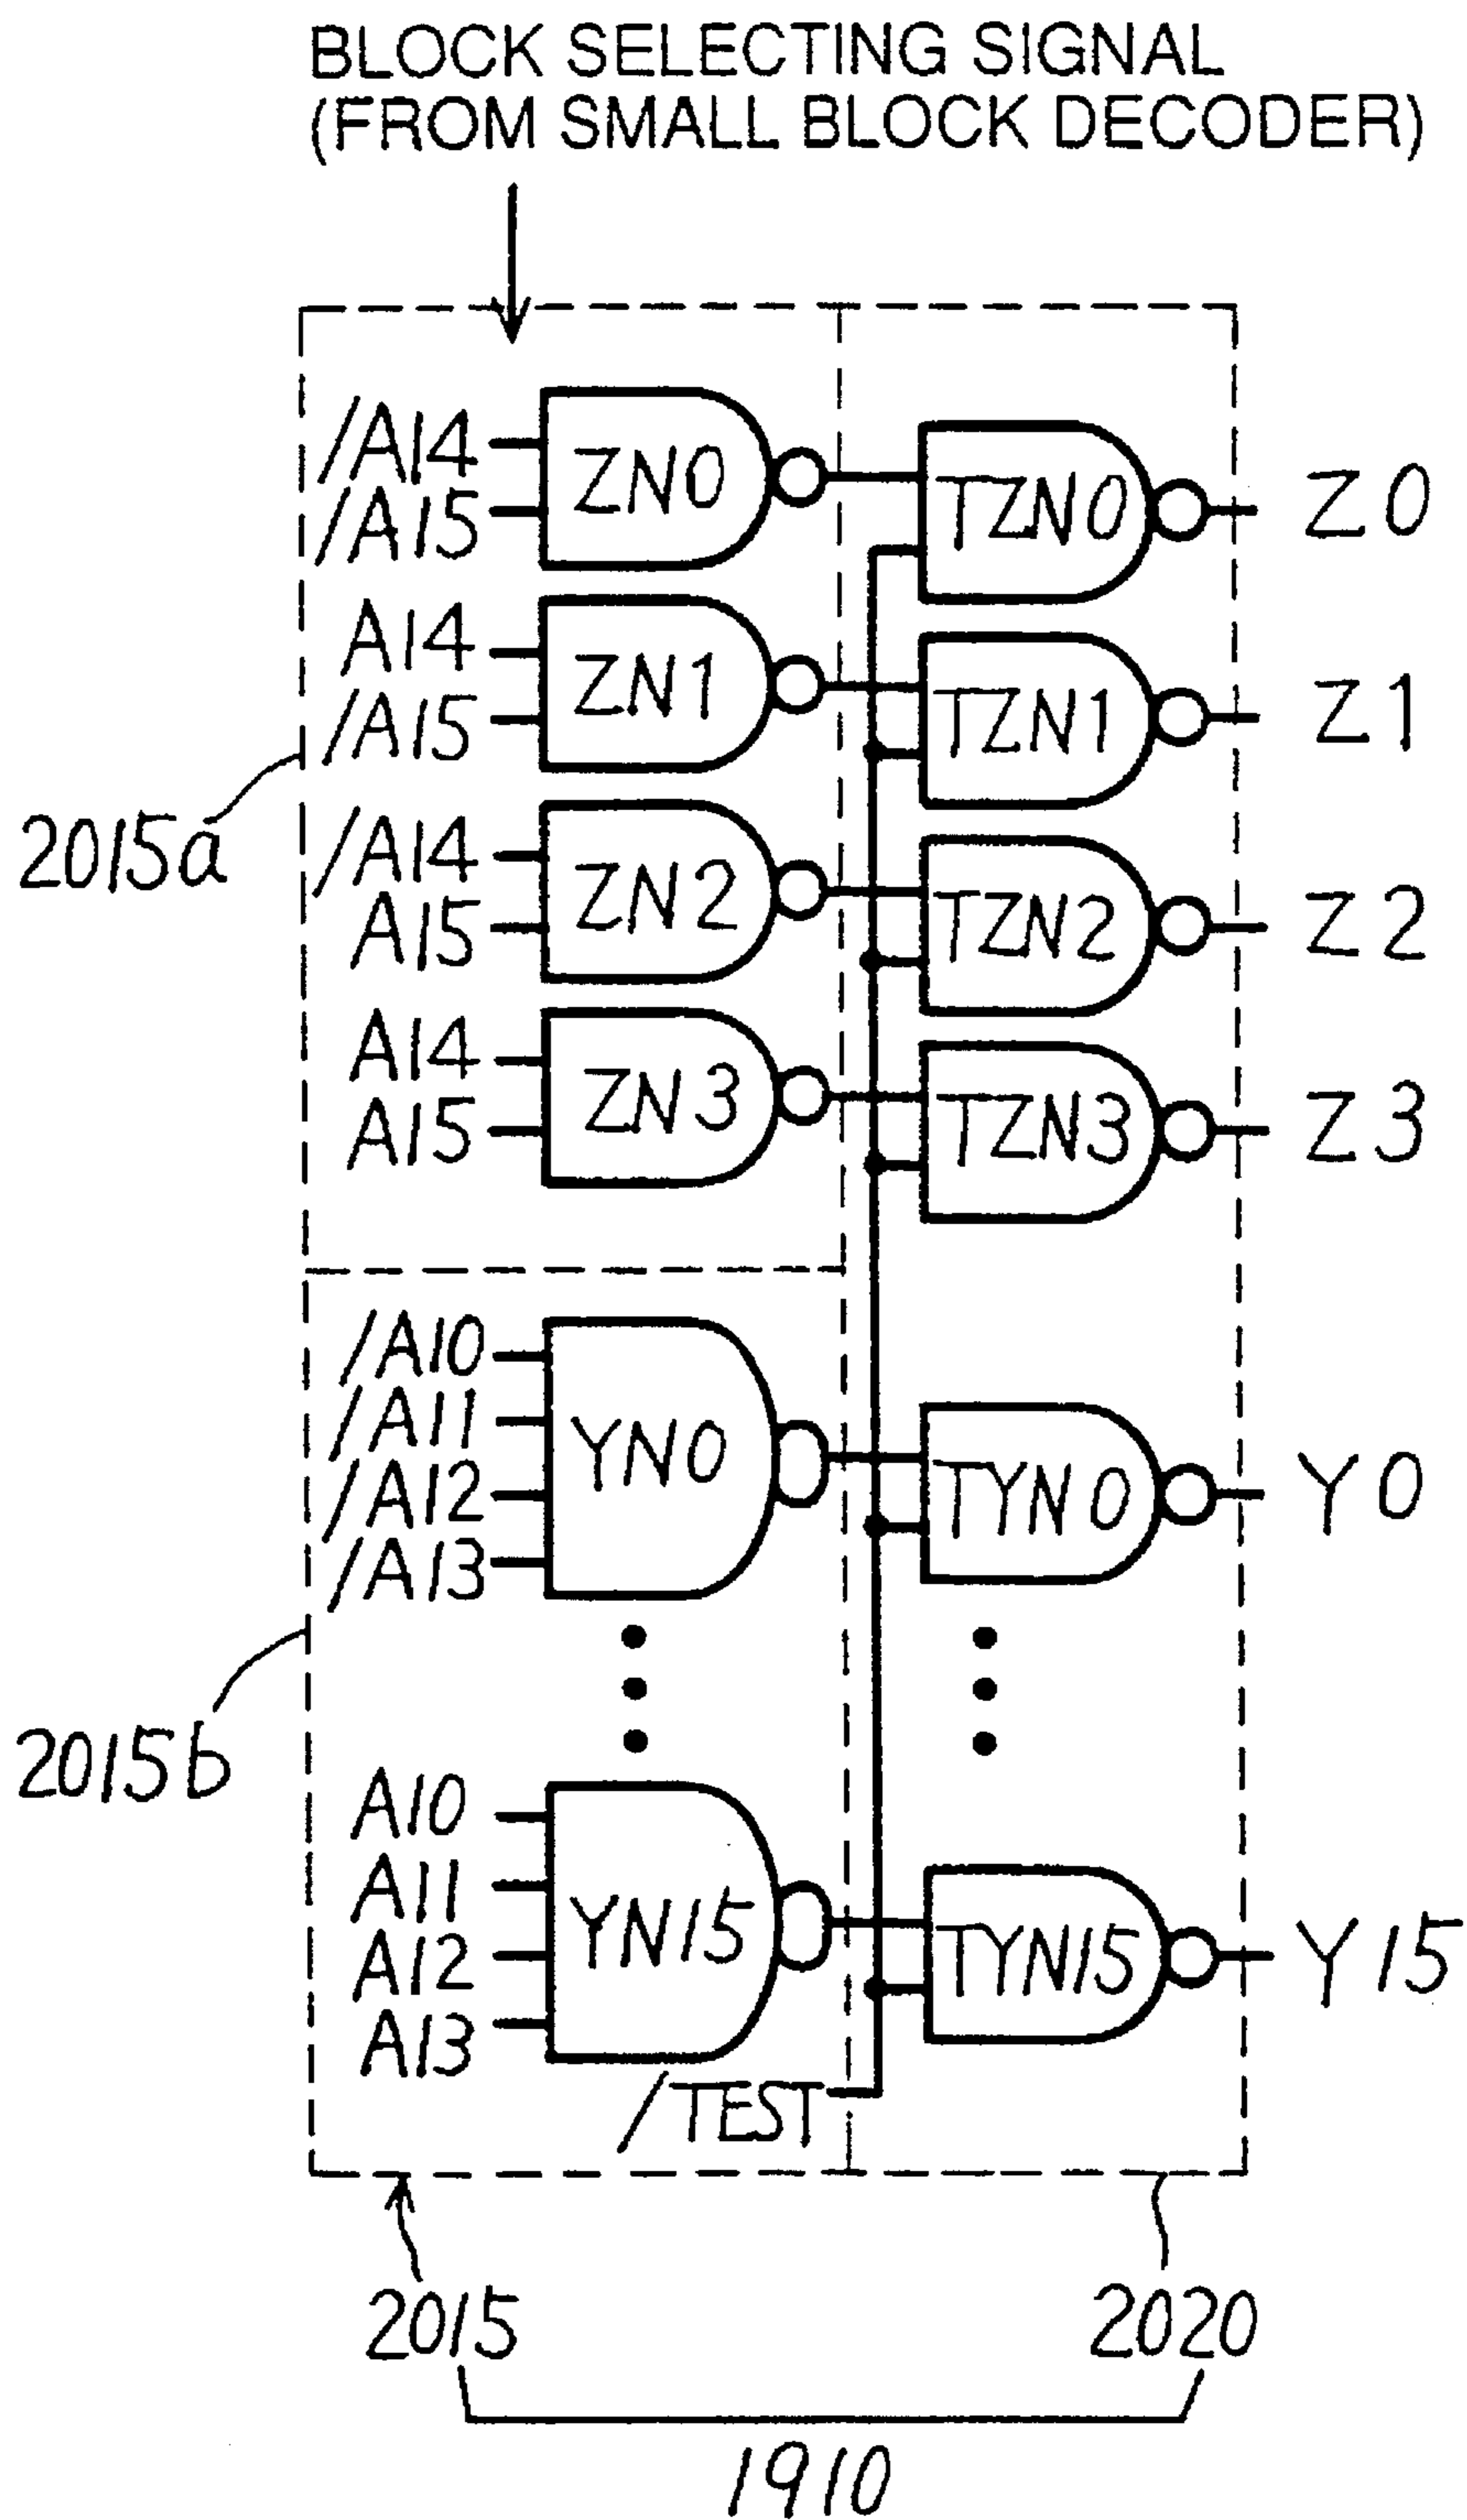 BLOCK SELECTING SIGNAL
(FROM SMALL BLOCK DECODER)
/A14
/A15
ZN0
TZN0
Z0
A14
/A15
ZN1
TZN1
Z1
2015a
/A14
A15
ZN2
TZN2
Z2
A14
A15
ZN3
TZN3
Z3
/A10
/A11
/A12
/A13
YN0
TYN0
Y0
2015b
A10
A11
A12
A13
YN15
TYN15
Y15
/TEST
2015
2020
1910